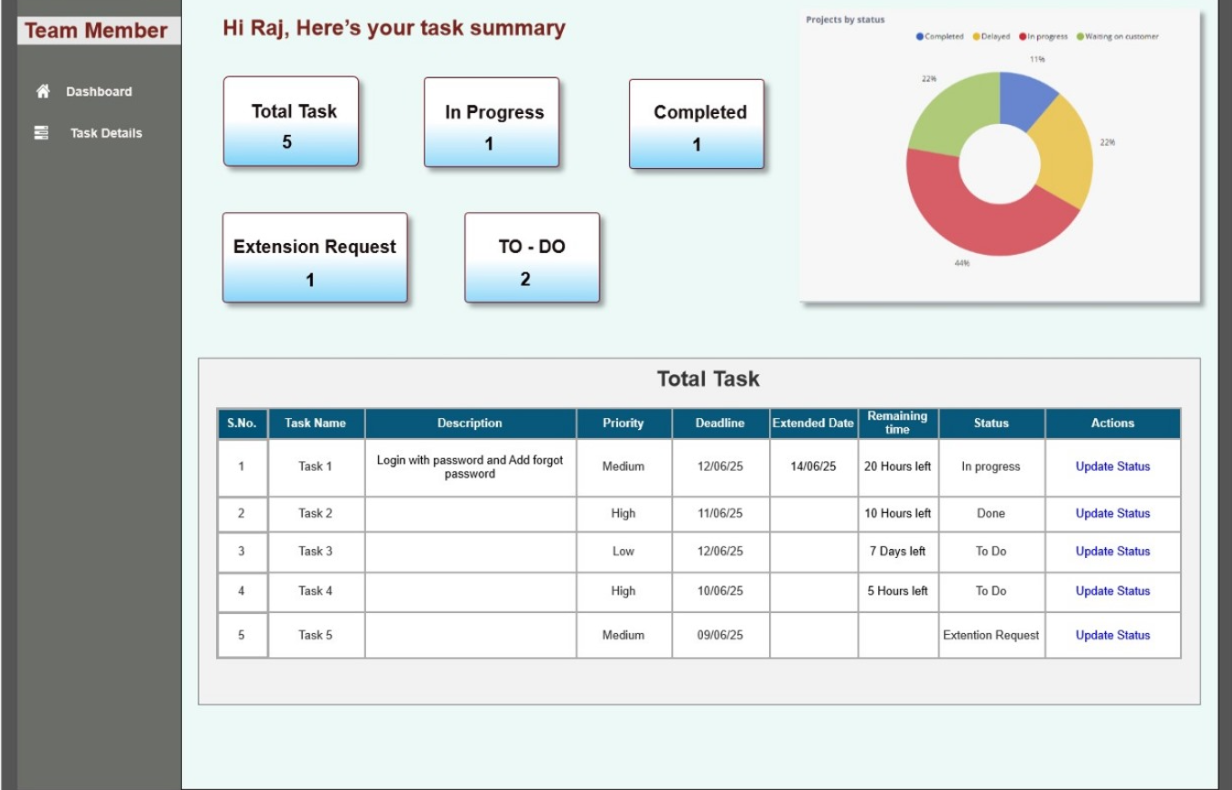 Team Member
Dashboard
Task Details
Hi Raj, Here's your task summary
Total Task
5
In Progress
1
Completed
1
Extension Request
1
TO - DO
2
Projects by status
Completed Delayed In progress Waiting on customer
11%
22%
22%
44%
Total Task
S.No. Task Name Description Priority Deadline Extended Date Remaining time Status Actions
1 Task 1 Login with password and Add forgot password Medium 12/06/25 14/06/25 20 Hours left In progress Update Status
2 Task 2 High 11/06/25 10 Hours left Done Update Status
3 Task 3 Low 12/06/25 7 Days left To Do Update Status
4 Task 4 High 10/06/25 5 Hours left To Do Update Status
5 Task 5 Medium 09/06/25 Extention Request Update Status